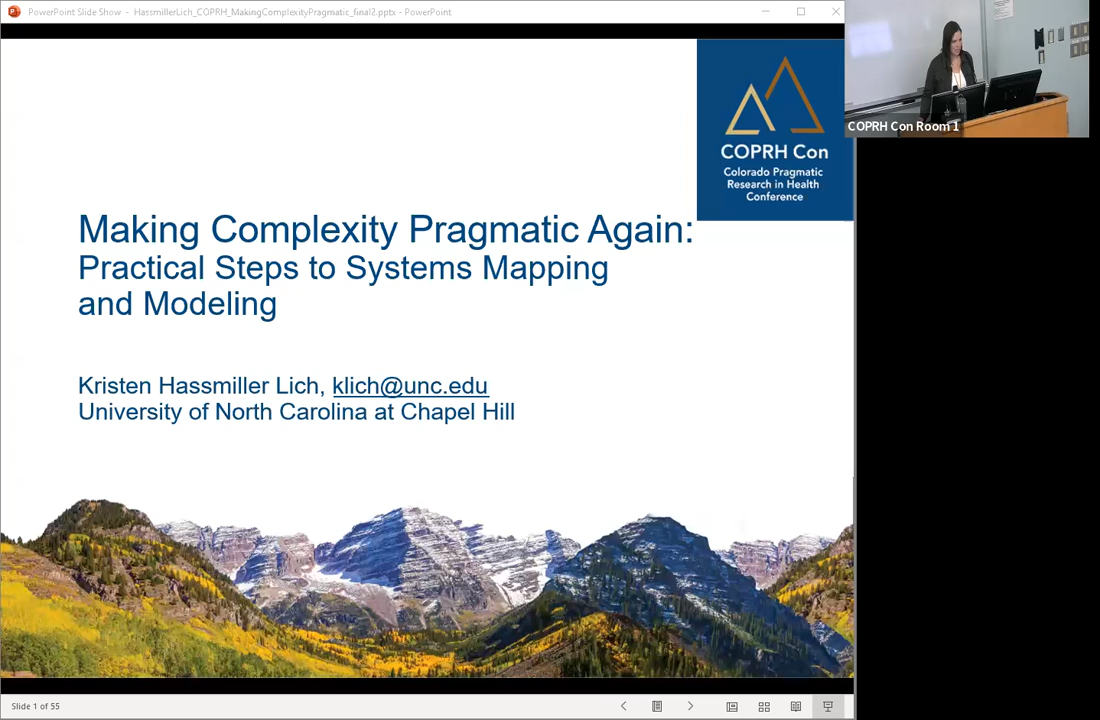 PowerPoint Slide Show - HassmillerLich_COPRH_MakingComplexityPragmatic_final2.pptx - PowerPoint
COPRH Con Room 1
COPRH Con
Colorado Pragmatic
Research in Health
Conference
Making Complexity Pragmatic Again:
Practical Steps to Systems Mapping
and Modeling
Kristen Hassmiller Lich, klich@unc.edu
University of North Carolina at Chapel Hill
Slide 1 of 55